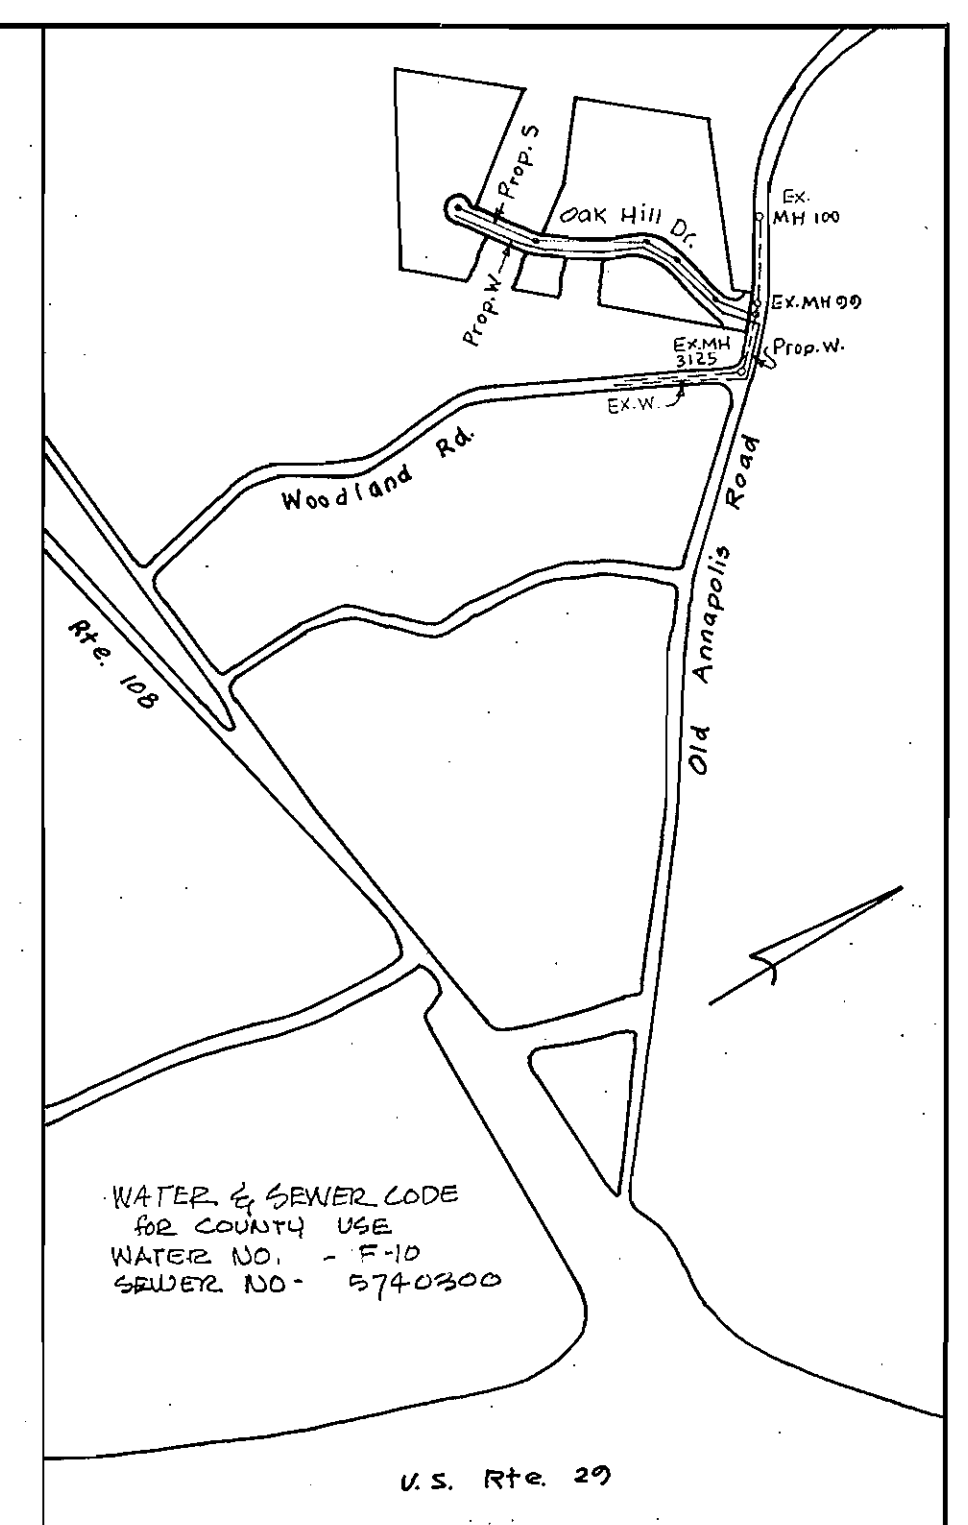 Prop. S
Oak Hill Dr.
Ex.
MH 100
Prop. W.
Ex. MH 99
Ex. MH
3125
Prop. W.
Ex. W.
Woodland Rd.
Old Annapolis Road
Rte. 108
WATER & SEWER CODE
for COUNTY USE
WATER NO. - F-10
SEWER NO - 5740300
U.S. Rte. 29